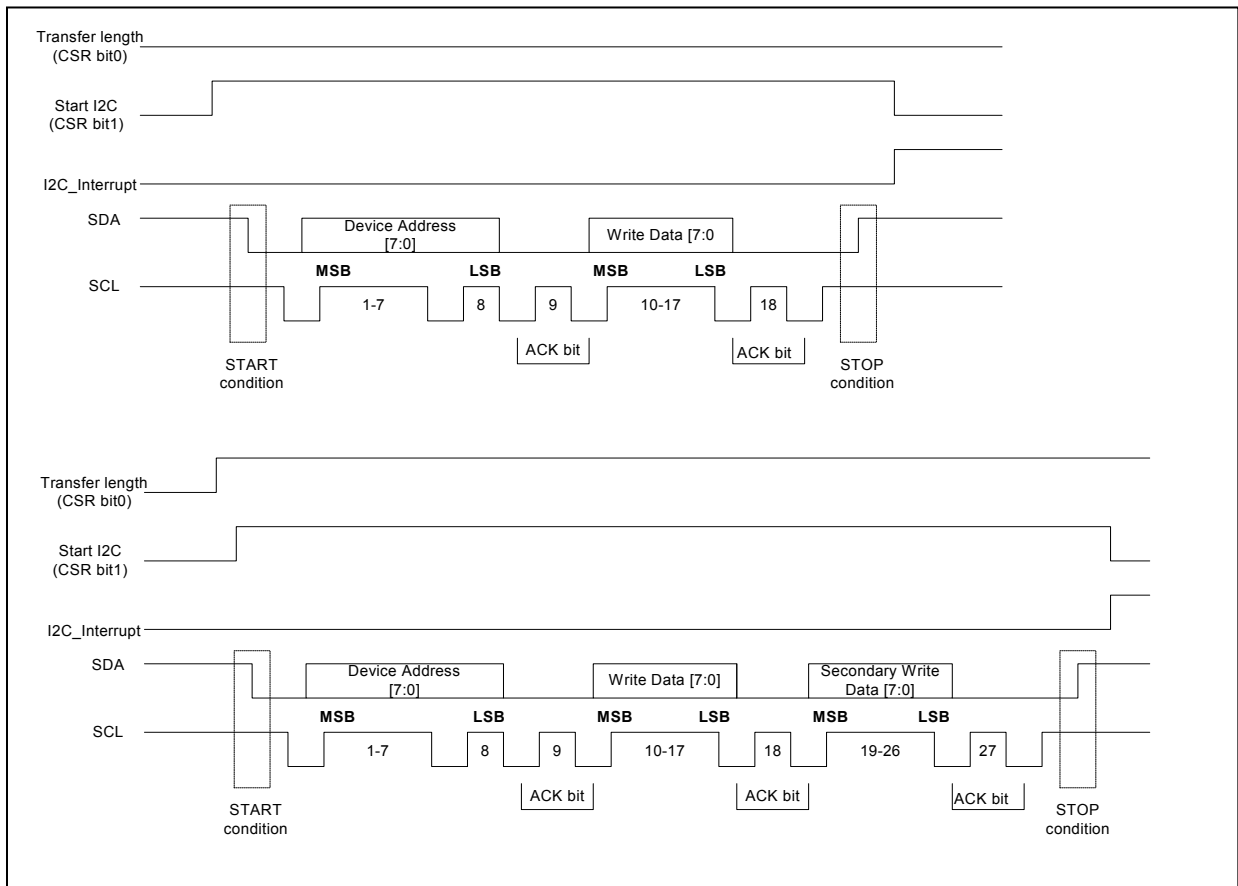 Transfer length
(CSR bit0)
Start I2C
(CSR bit1)
I2C_Interrupt
SDA
Device Address
[7:0]
Write Data [7:0
MSB
LSB
MSB
LSB
SCL
1-7
8
9
10-17
18
ACK bit
ACK bit
START
condition
STOP
condition
Transfer length
(CSR bit0)
Start I2C
(CSR bit1)
I2C_Interrupt
SDA
Device Address
[7:0]
Write Data [7:0]
Secondary Write
Data [7:0]
MSB
LSB
MSB
LSB
MSB
LSB
SCL
1-7
8
9
10-17
18
19-26
27
ACK bit
ACK bit
ACK bit
START
condition
STOP
condition